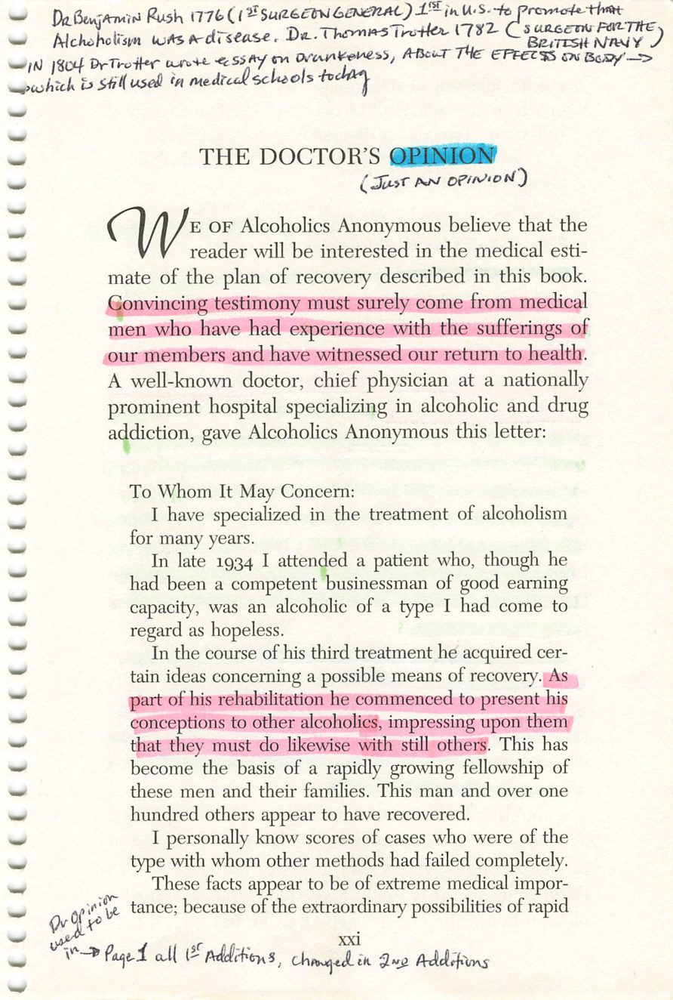 Dr Benjamin Rush 1776 (1ST SURGEON GENERAL) 1ST in U.S. to promote that
Alchoholism WAS A disease. Dr. Thomas Trotter 1782 (SURGEON FOR THE
BRITISH NAVY)
IN 1804 Dr Trotter wrote essay on Drunkeness, ABOUT THE EFFECTS ON BODY →
which is still used in medical schools today
THE DOCTOR'S OPINION
(JUST AN OPINION)
WE OF Alcoholics Anonymous believe that the
reader will be interested in the medical esti-
mate of the plan of recovery described in this book.
Convincing testimony must surely come from medical
men who have had experience with the sufferings of
our members and have witnessed our return to health.
A well-known doctor, chief physician at a nationally
prominent hospital specializing in alcoholic and drug
addiction, gave Alcoholics Anonymous this letter:
To Whom It May Concern:
I have specialized in the treatment of alcoholism
for many years.
In late 1934 I attended a patient who, though he
had been a competent businessman of good earning
capacity, was an alcoholic of a type I had come to
regard as hopeless.
In the course of his third treatment he acquired cer-
tain ideas concerning a possible means of recovery. As
part of his rehabilitation he commenced to present his
conceptions to other alcoholics, impressing upon them
that they must do likewise with still others. This has
become the basis of a rapidly growing fellowship of
these men and their families. This man and over one
hundred others appear to have recovered.
I personally know scores of cases who were of the
type with whom other methods had failed completely.
These facts appear to be of extreme medical impor-
tance; because of the extraordinary possibilities of rapid
xxi
Dr Opinion
used to be
in → Page 1 all 1ST Additions, changed in 2ND Additions